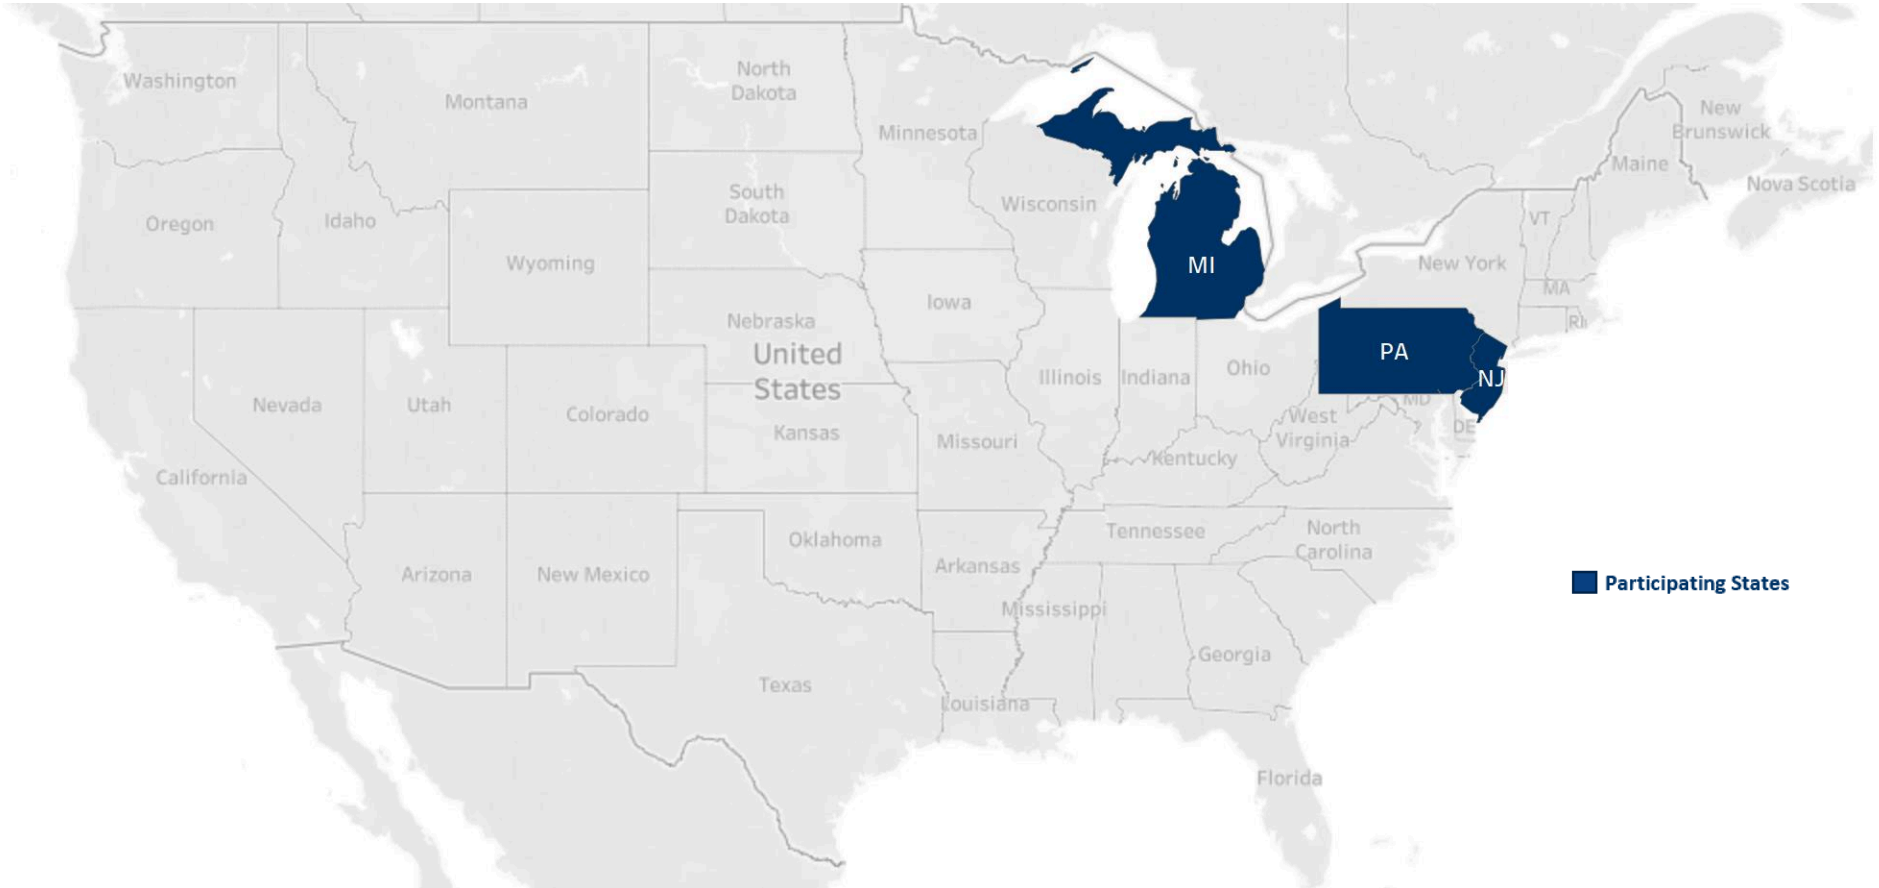 Washington
Montana
North
Dakota
Minnesota
New
Brunswick
Maine
Nova Scotia
Oregon
Idaho
South
Dakota
Wisconsin
VT
Wyoming
MI
New York
MA
Iowa
Nebraska
RI
United
States
PA
NJ
Nevada
Utah
Colorado
Kansas
Illinois
Indiana
Ohio
MD
DE
West
Virginia
Missouri
Kentucky
California
Oklahoma
Tennessee
North
Carolina
Arizona
New Mexico
Arkansas
Participating States
Mississippi
Georgia
Texas
Louisiana
Florida